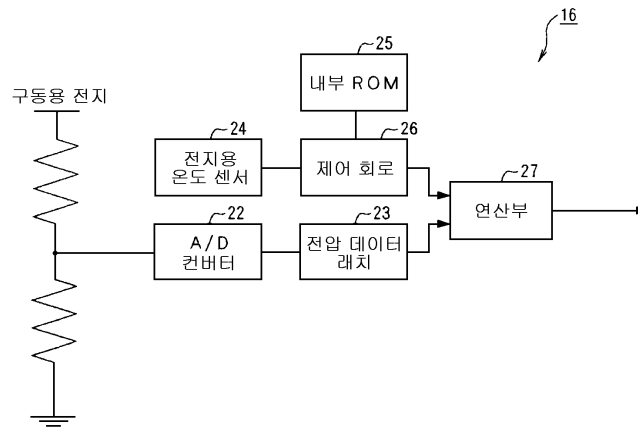 16
25
내부 ROM
구동용 전지
24
전지용
온도 센서
26
제어 회로
27
연산부
22
A/D
컨버터
23
전압 데이터
래치